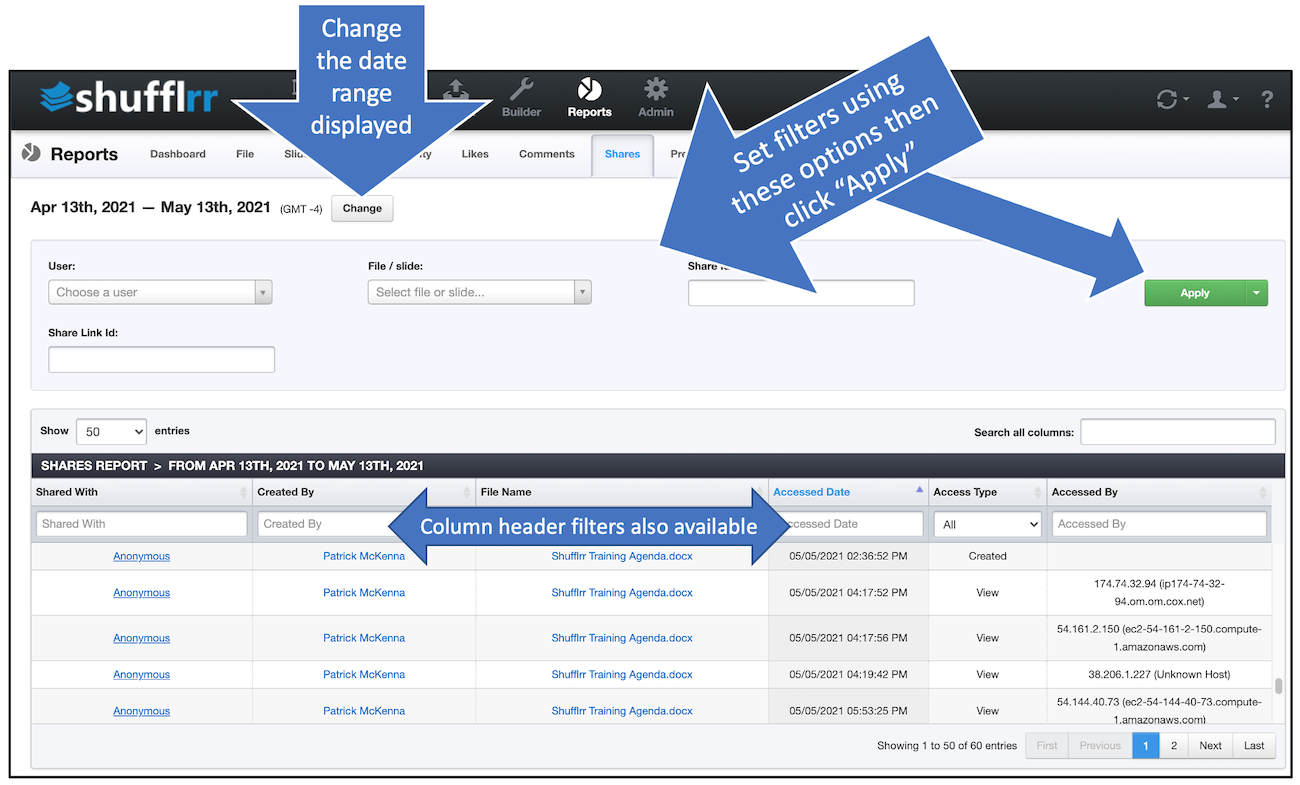 Change
the date
range
displayed
shufflrr
Builder
Reports
Admin
?
Set filters using
these options then
click “Apply”
Reports
Dashboard
File
Likes
Comments
Shares
Apr 13th, 2021 — May 13th, 2021 (GMT -4) Change
User:
File / slide:
Share
Choose a user
Select file or slide...
Apply
Share Link Id:
Show 50 entries
Search all columns:
SHARES REPORT > FROM APR 13TH, 2021 TO MAY 13TH, 2021
Shared With Created By File Name Accessed Date Access Type Accessed By
Shared With Created By Date All Accessed By
Column header filters also available
Anonymous Patrick McKenna Shufflrr Training Agenda.docx 05/05/2021 02:36:52 PM Created
Anonymous Patrick McKenna Shufflrr Training Agenda.docx 05/05/2021 04:17:52 PM View 174.74.32.94 (ip174-74-32-
94.om.om.cox.net)
Anonymous Patrick McKenna Shufflrr Training Agenda.docx 05/05/2021 04:17:56 PM View 54.161.2.150 (ec2-54-161-2-150.compute-
1.amazonaws.com)
Anonymous Patrick McKenna Shufflrr Training Agenda.docx 05/05/2021 04:19:42 PM View 38.206.1.227 (Unknown Host)
Anonymous Patrick McKenna Shufflrr Training Agenda.docx 05/05/2021 05:53:25 PM View 54.144.40.73 (ec2-54-144-40-73.compute-
1.amazonaws.com)
Showing 1 to 50 of 60 entries First Previous 1 2 Next Last